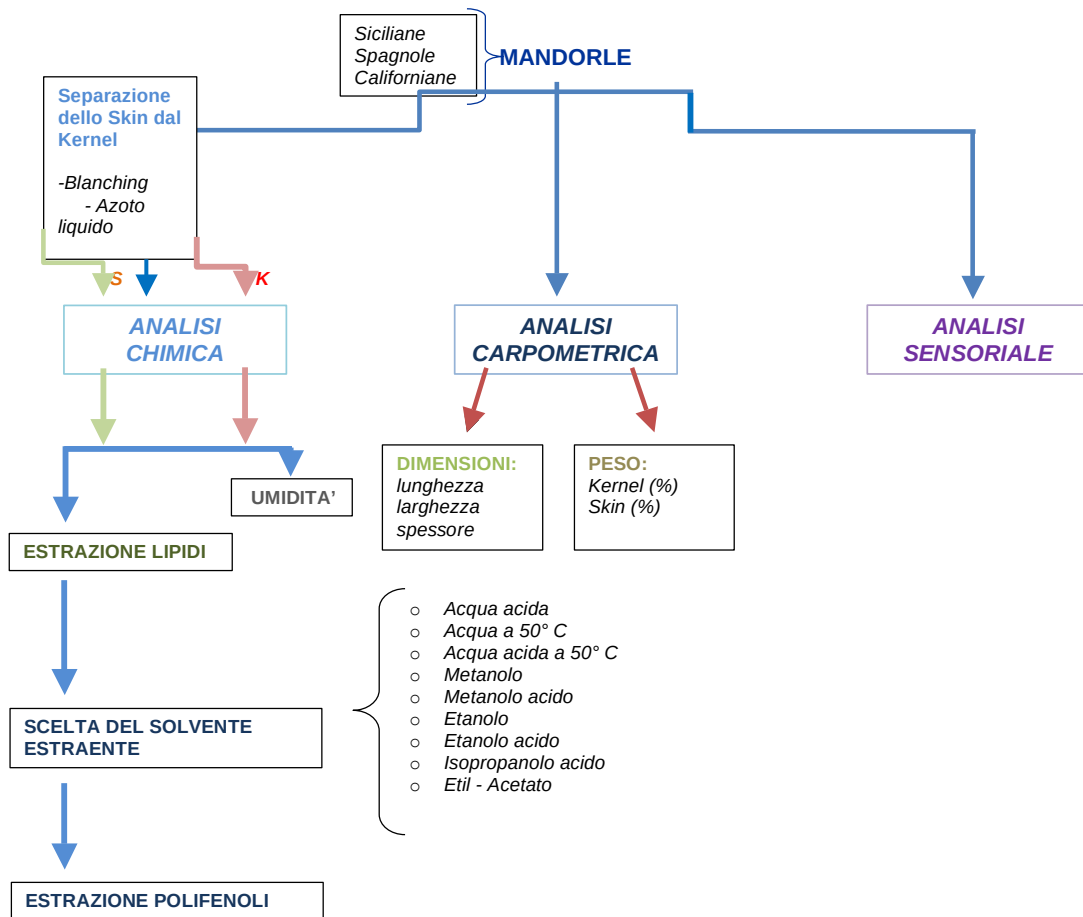 Siciliane
Spagnole
Californiane
MANDORLE
Separazione
dello Skin dal
Kernel
-Blanching
- Azoto
liquido
S
K
ANALISI
CHIMICA
ANALISI
CARPOMETRICA
ANALISI
SENSORIALE
DIMENSIONI:
lunghezza
larghezza
spessore
PESO:
Kernel (%)
Skin (%)
UMIDITA’
ESTRAZIONE LIPIDI
o Acqua acida
o Acqua a 50° C
o Acqua acida a 50° C
o Metanolo
o Metanolo acido
o Etanolo
o Etanolo acido
o Isopropanolo acido
o Etil - Acetato
SCELTA DEL SOLVENTE
ESTRAENTE
ESTRAZIONE POLIFENOLI